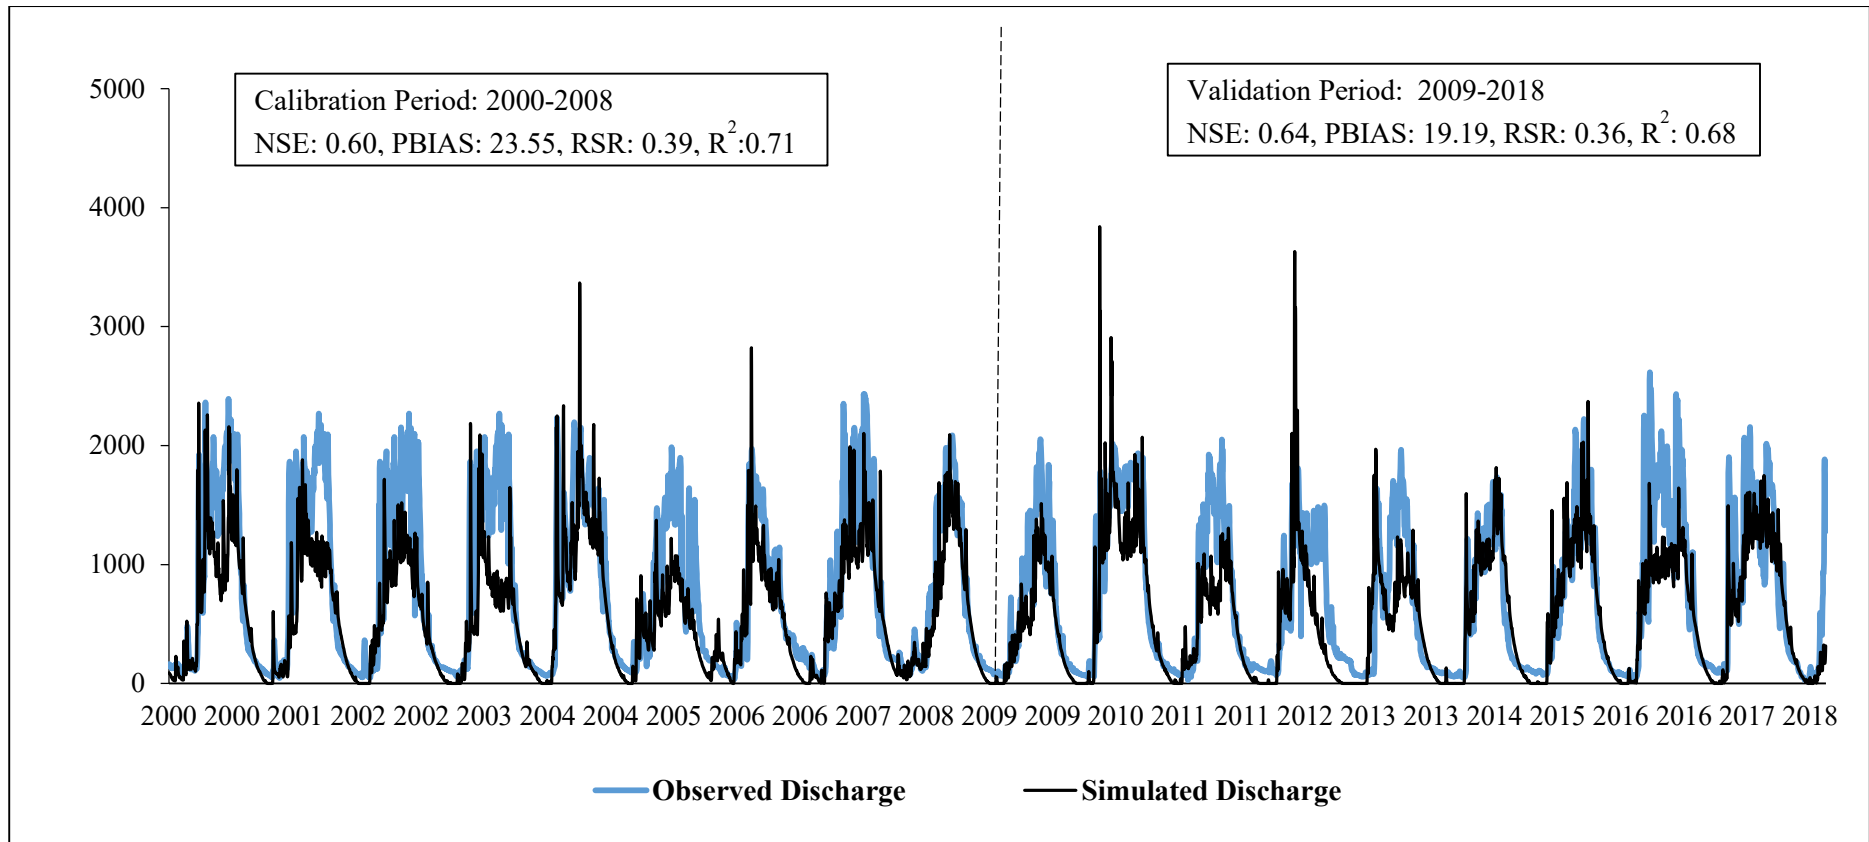 Calibration Period: 2000-2008
NSE: 0.60, PBIAS: 23.55, RSR: 0.39, R²:0.71
Validation Period: 2009-2018
NSE: 0.64, PBIAS: 19.19, RSR: 0.36, R²: 0.68
5000
4000
3000
2000
1000
0
2000 2000 2001 2002 2002 2003 2004 2004 2005 2006 2006 2007 2008 2009 2009 2010 2011 2011 2012 2013 2013 2014 2015 2016 2016 2017 2018
Observed Discharge Simulated Discharge